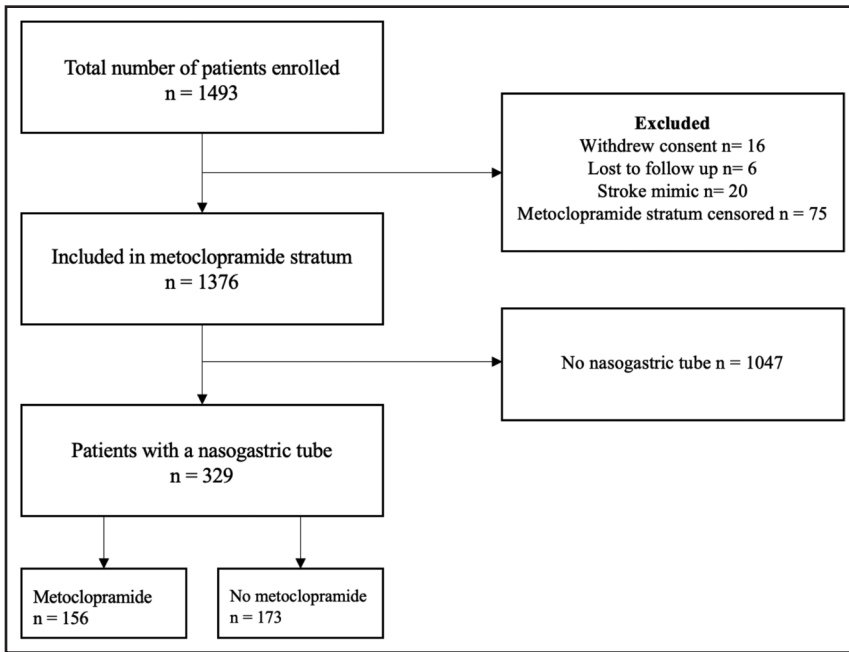 Total number of patients enrolled
n = 1493
Excluded
Withdrew consent n= 16
Lost to follow up n= 6
Stroke mimic n= 20
Metoclopramide stratum censored n = 75
Included in metoclopramide stratum
n = 1376
No nasogastric tube n = 1047
Patients with a nasogastric tube
n = 329
Metoclopramide
n = 156
No metoclopramide
n = 173